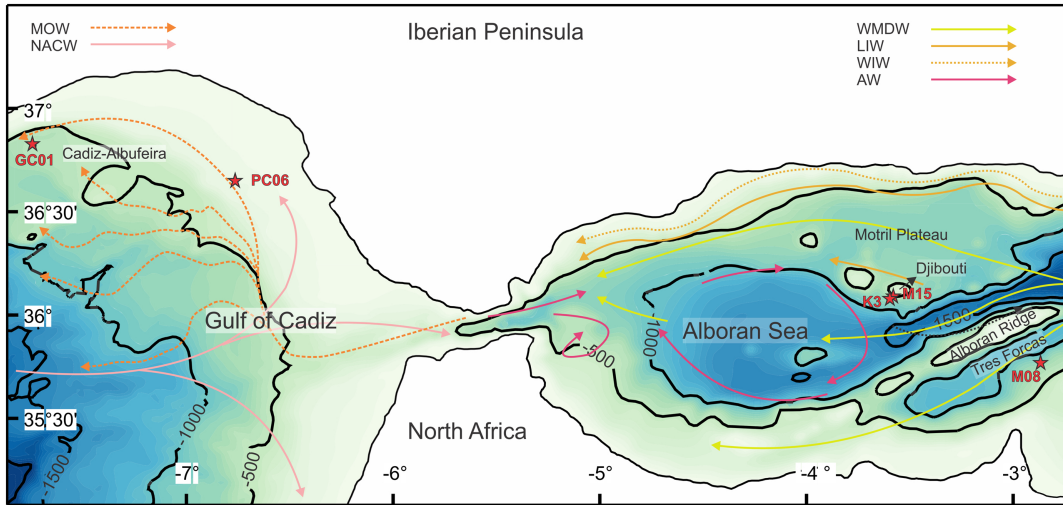 MOW
NACW
Iberian Peninsula
WMDW
LIW
WIW
AW
37°
Cadiz-Albufeira
GC01
PC06
36°30'
Motril Plateau
Djibouti
K3
M15
36°
Gulf of Cadiz
-1000
Alboran Sea
-1500
Alboran Ridge
-500
Tres Forcas
M08
35°30'
-1000
North Africa
-1500
-500
-7°
-6°
-5°
-4°
-3°